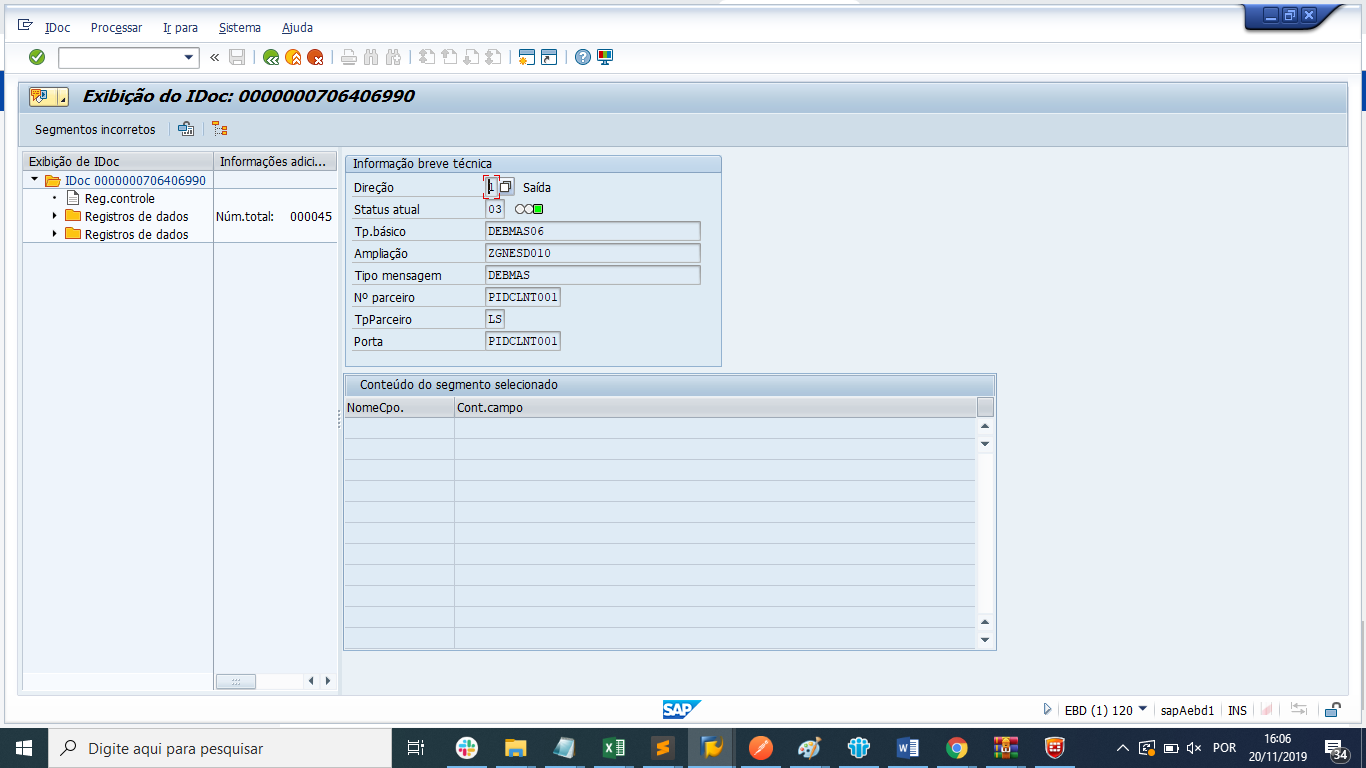 IDoc Processar Ir para Sistema Ajuda
Exibição do IDoc: 0000000706406990
Segmentos incorretos
Exibição de IDoc Informações adici...
IDoc 0000000706406990
Reg.controle
Registros de dados Núm.total: 000045
Registros de dados
Informação breve técnica
Direção 1 Saída
Status atual 03
Tp.básico DEBMAS06
Ampliação ZGNESD010
Tipo mensagem DEBMAS
Nº parceiro PIDCLNT001
TpParceiro LS
Porta PIDCLNT001
Conteúdo do segmento selecionado
NomeCpo. Cont.campo
SAP
EBD (1) 120 sapAebd1 INS
Digite aqui para pesquisar
POR
16:06
20/11/2019
34